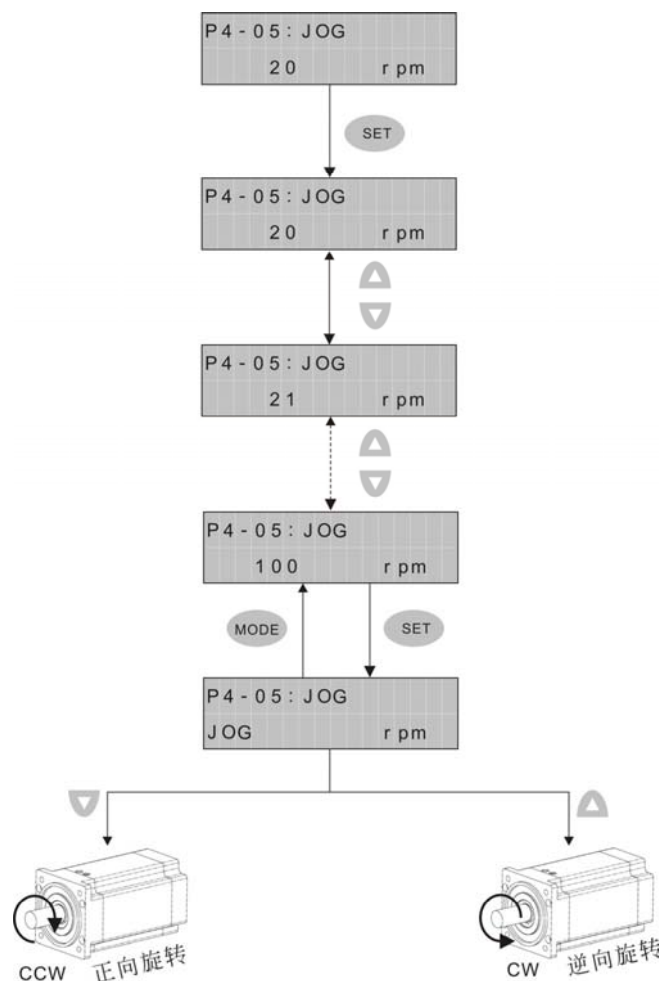 P4-05: JOG
20 rpm
SET
P4-05: JOG
20 rpm
P4-05: JOG
21 rpm
P4-05: JOG
100 rpm
MODE SET
P4-05: JOG
JOG rpm
CCW 正向旋转
CW 逆向旋转